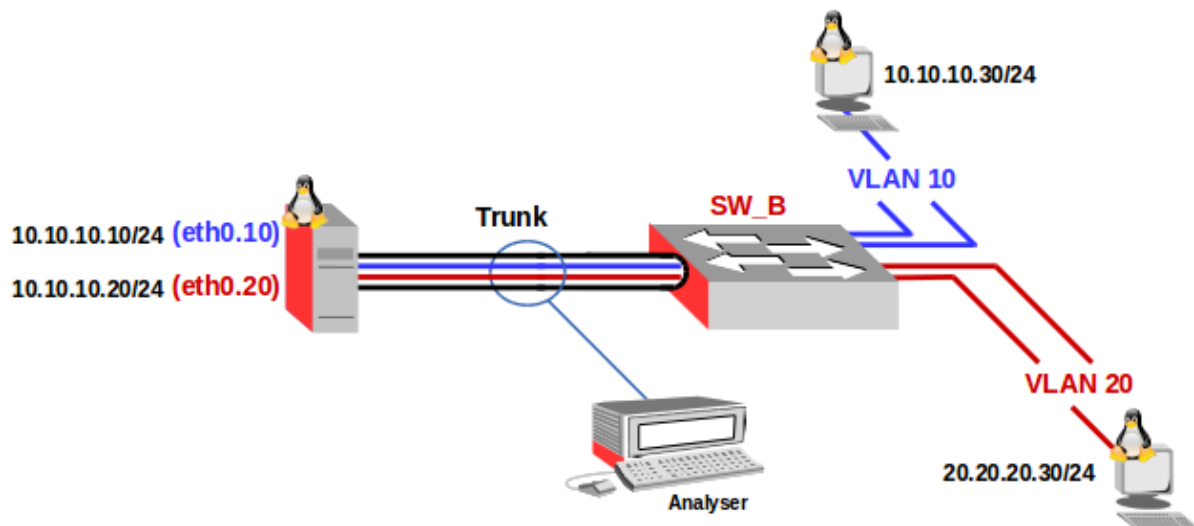 10.10.10.30/24
VLAN 10
SW_B
Trunk
10.10.10.10/24 (eth0.10)
10.10.10.20/24 (eth0.20)
VLAN 20
20.20.20.30/24
Analyser